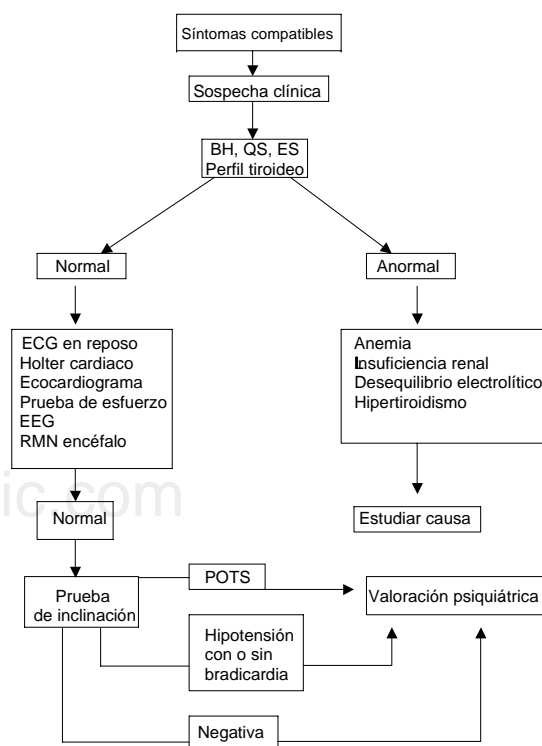 Síntomas compatibles
Sospecha clínica
BH, QS, ES
Perfil tiroideo
Normal
Anormal
ECG en reposo
Holter cardiaco
Ecocardiograma
Prueba de esfuerzo
EEG
RMN encéfalo
Anemia
Insuficiencia renal
Desequilibrio electrolítico
Hipertiroidismo
ic.com
Normal
Estudiar causa
Prueba
de inclinación
POTS
Valoración psiquiátrica
Hipotensión
con o sin
bradicardia
Negativa